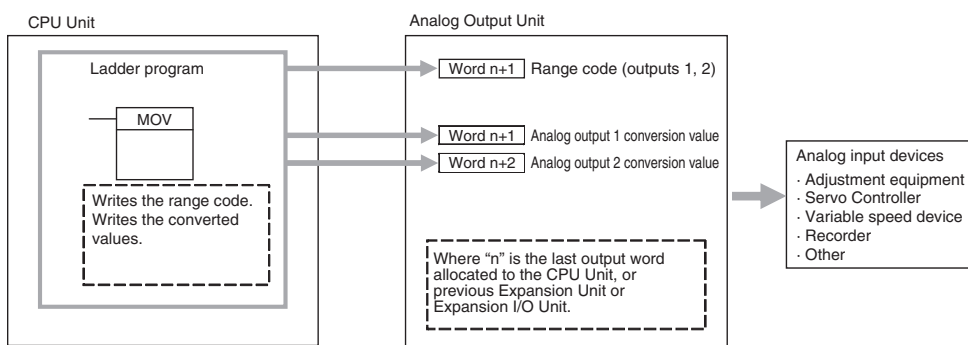 CPU Unit
Analog Output Unit
Ladder program
MOV
Writes the range code.
Writes the converted
values.
Word n+1 Range code (outputs 1, 2)
Word n+1 Analog output 1 conversion value
Word n+2 Analog output 2 conversion value
Where “n” is the last output word
allocated to the CPU Unit, or
previous Expansion Unit or
Expansion I/O Unit.
Analog input devices
· Adjustment equipment
· Servo Controller
· Variable speed device
· Recorder
· Other